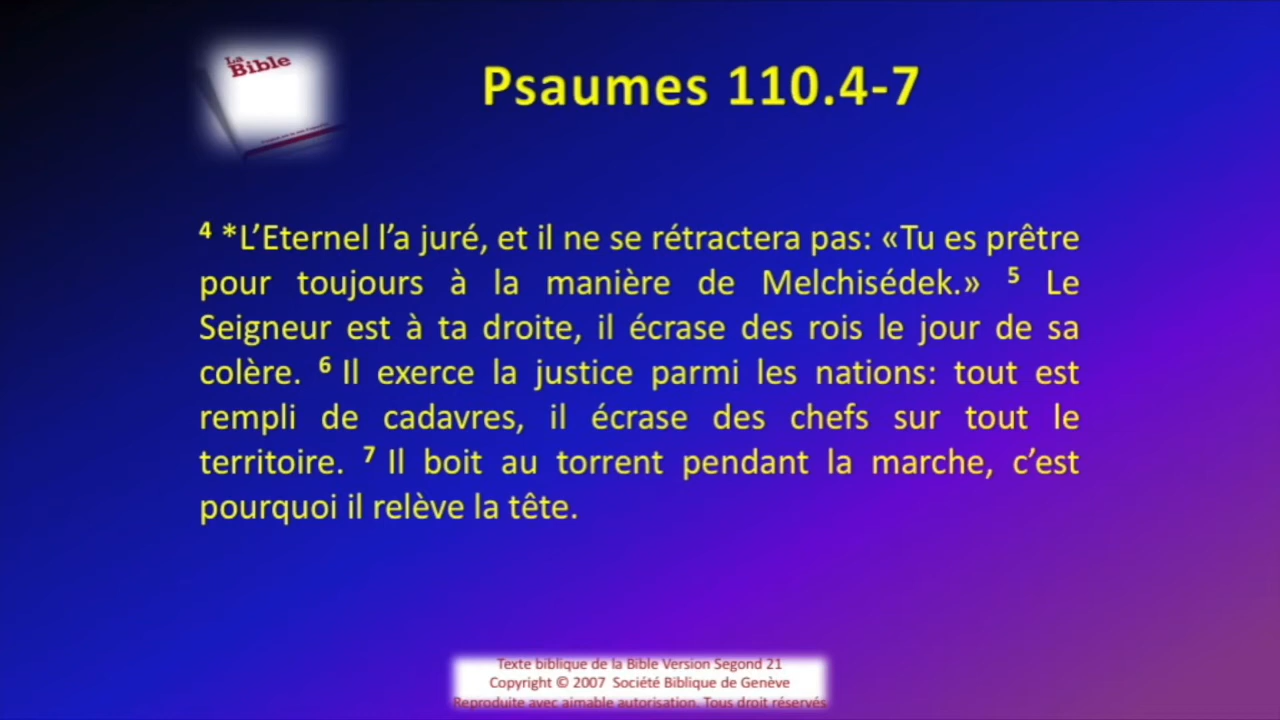 La
Bible
Psaumes 110.4-7
4 *L’Eternel l’a juré, et il ne se rétractera pas: «Tu es prêtre
pour toujours à la manière de Melchisédek.» 5 Le
Seigneur est à ta droite, il écrase des rois le jour de sa
colère. 6 Il exerce la justice parmi les nations: tout est
rempli de cadavres, il écrase des chefs sur tout le
territoire. 7 Il boit au torrent pendant la marche, c’est
pourquoi il relève la tête.
Texte biblique de la Bible Version Segond 21
Copyright © 2007 Société Biblique de Genève
Reproduite avec aimable autorisation. Tous droit réservés